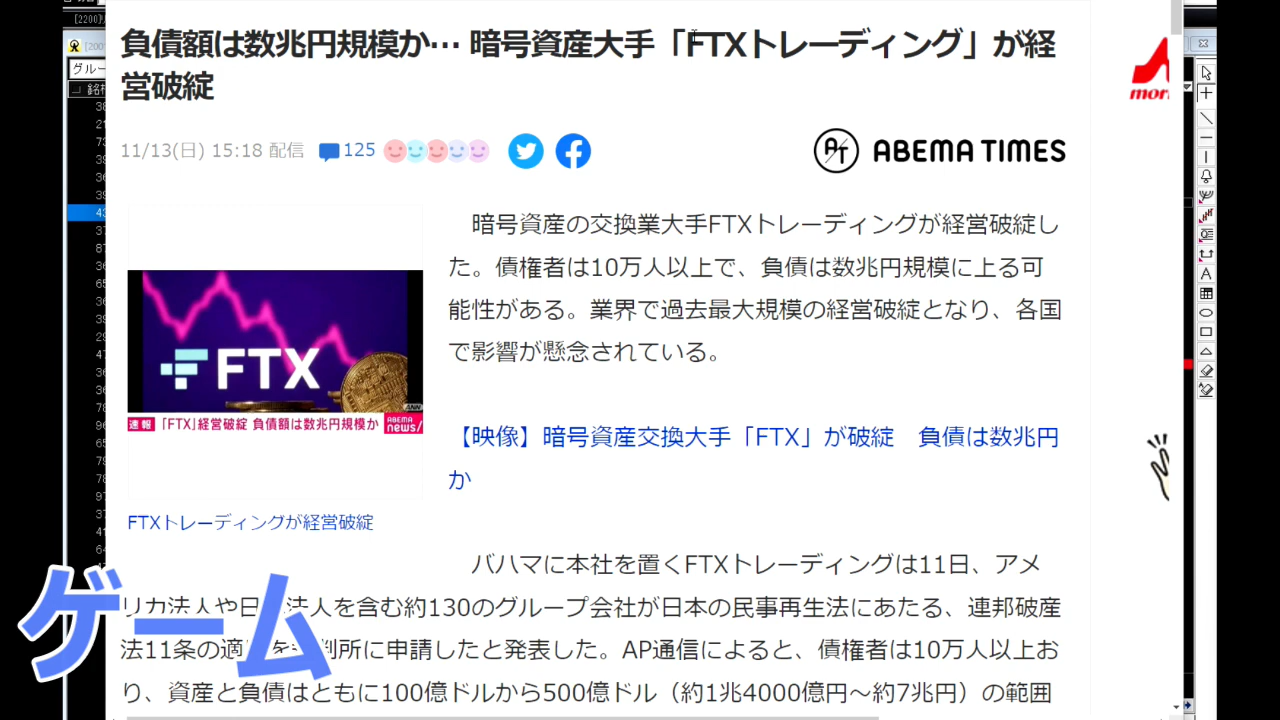 [2200]
負債額は数兆円規模か… 暗号資産大手「FTXトレーディング」が経
営破綻
グルー
銘柄
11/13(日) 15:18 配信
125
ABEMA TIMES
暗号資産の交換業大手FTXトレーディングが経営破綻し
た。債権者は10万人以上で、負債は数兆円規模に上る可
能性がある。業界で過去最大規模の経営破綻となり、各国
で影響が懸念されている。
FTX
ANN
速報 「FTX」経営破綻 負債額は数兆円規模か
ABEMA
news/
【映像】暗号資産交換大手「FTX」が破綻 負債は数兆円
か
FTXトレーディングが経営破綻
バハマに本社を置くFTXトレーディングは11日、アメ
リカ法人や日 法人を含む約130のグループ会社が日本の民事再生法にあたる、連邦破産
法11条の適 を 判所に申請したと発表した。AP通信によると、債権者は10万人以上お
り、資産と負債はともに100億ドルから500億ドル（約1兆4000億円〜約7兆円）の範囲
ゲーム